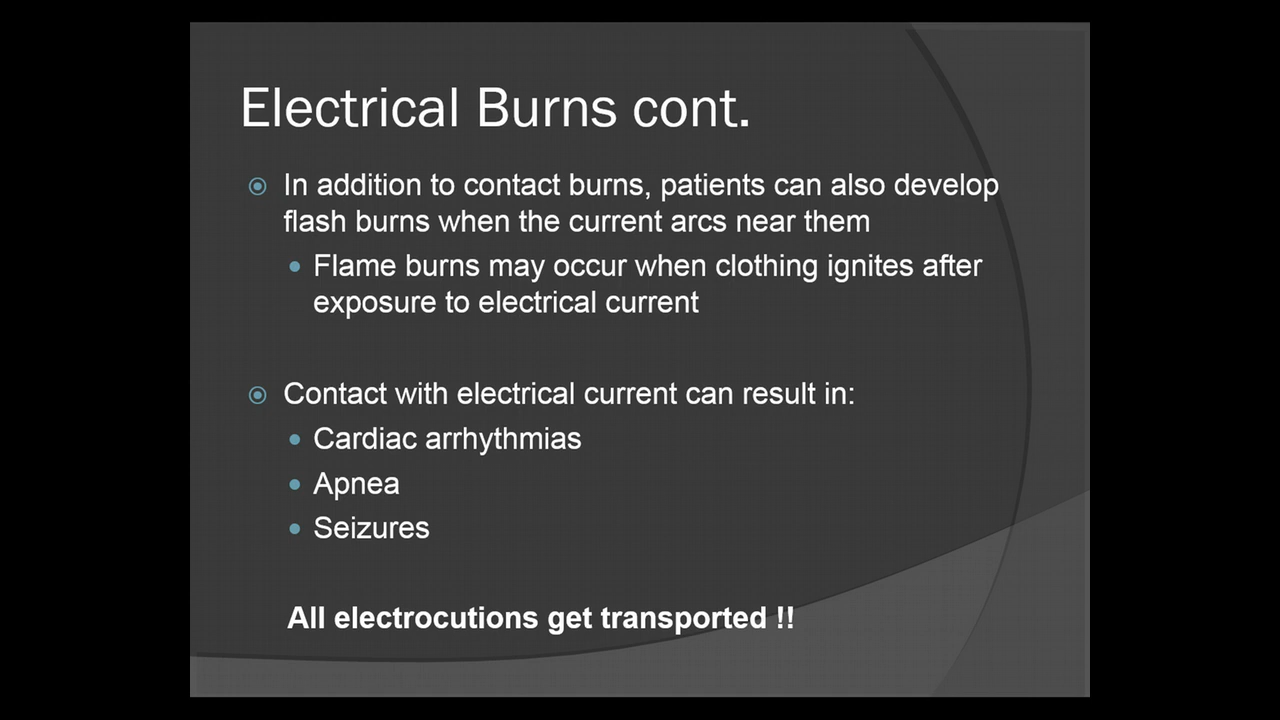 Electrical Burns cont.
In addition to contact burns, patients can also develop
flash burns when the current arcs near them
Flame burns may occur when clothing ignites after
exposure to electrical current
Contact with electrical current can result in:
Cardiac arrhythmias
Apnea
Seizures
All electrocutions get transported !!